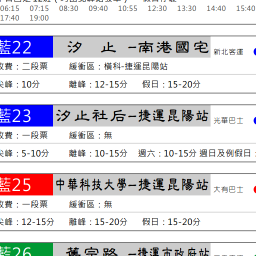 06:15 07:15 08:50 09:30 10:55 12:30 13:30 14:40 15:40
17:40 19:00
藍22 汐 止 -南港國宅 新北客運
收費：二段票 緩衝區：橫科-捷運昆陽站
尖峰：10分 離峰：12-15分 假日：15-20分
藍23 汐止社后-捷運昆陽站 光華巴士
收費：一段票 緩衝區：無
尖峰：5-10分 離峰：10-15分 週六：10-15分 週日及例假日：
藍25 中華科技大學-捷運昆陽站 大有巴士
收費：一段票 緩衝區：無
尖峰：12-15分 離峰：15-20分 假日：15-20分
藍26 舊宗路 -捷運市政府站